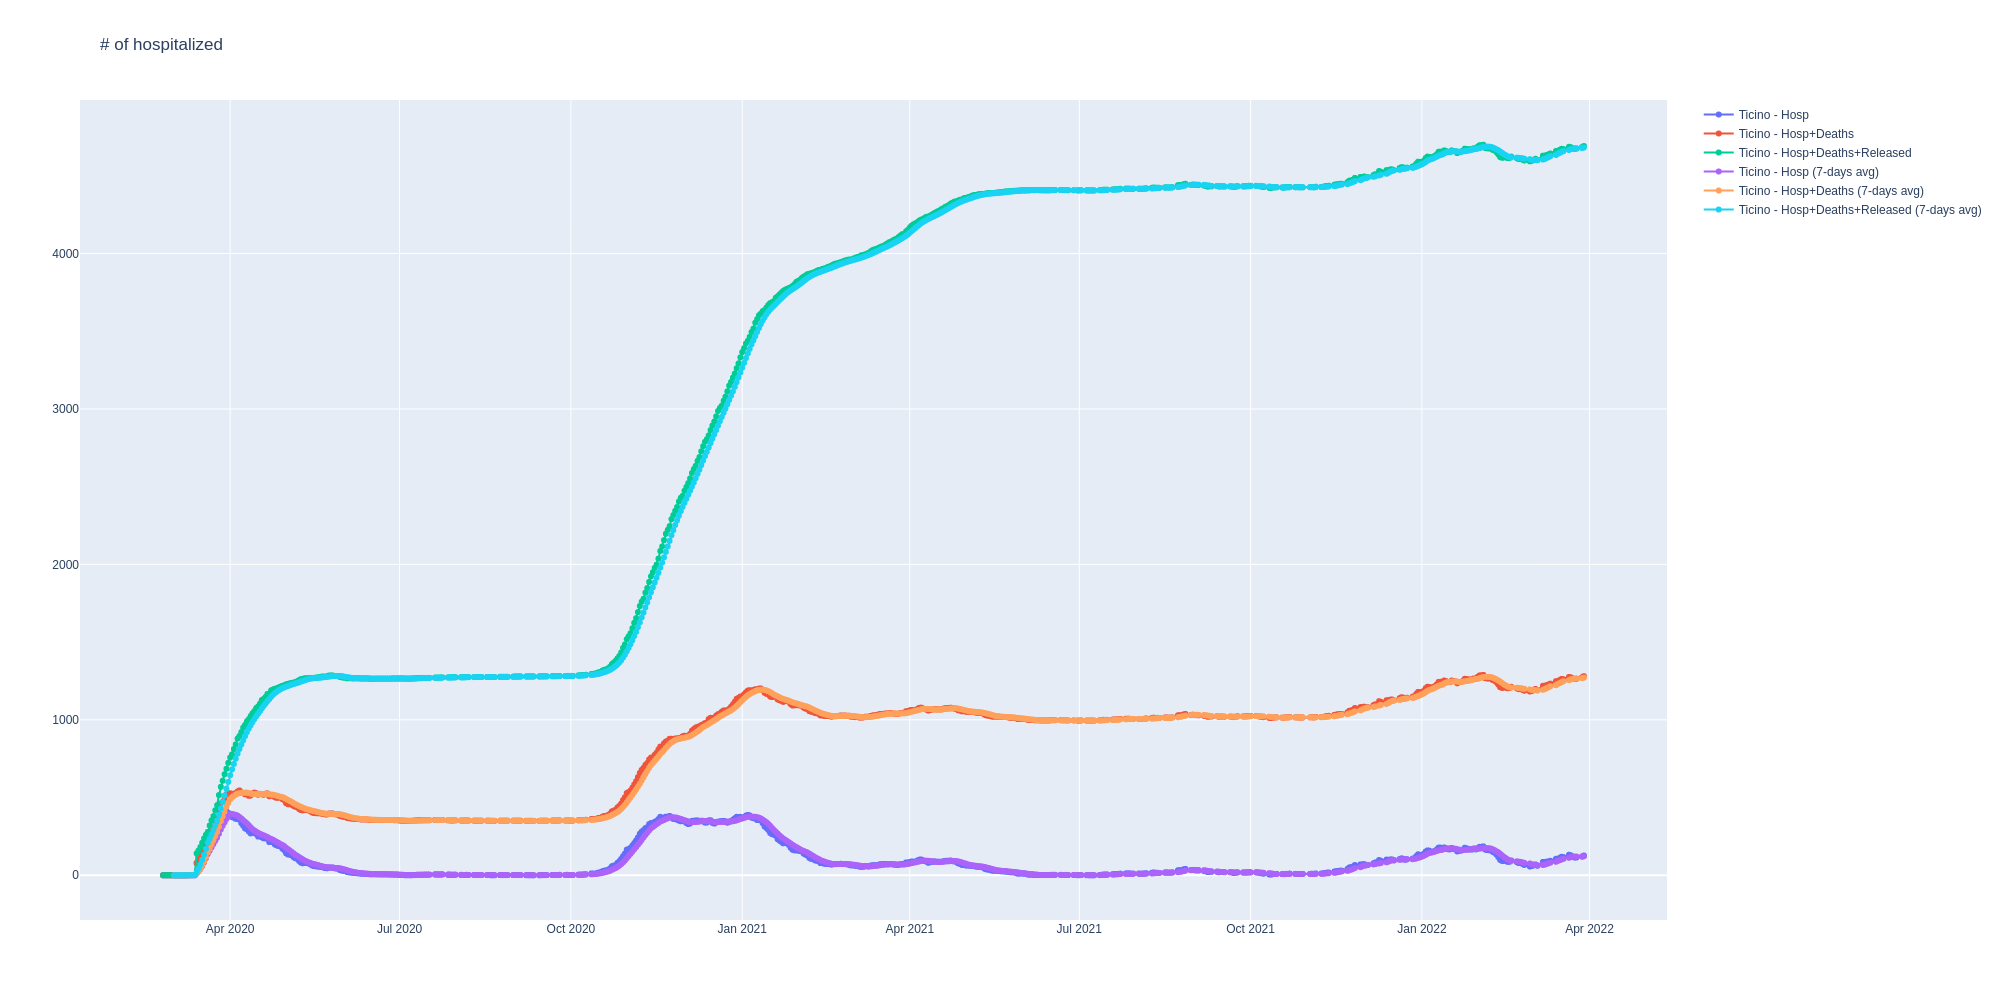 # of hospitalized
Ticino - Hosp
Ticino - Hosp+Deaths
Ticino - Hosp+Deaths+Released
Ticino - Hosp (7-days avg)
Ticino - Hosp+Deaths (7-days avg)
Ticino - Hosp+Deaths+Released (7-days avg)
4000
3000
2000
1000
0
Apr 2020 Jul 2020 Oct 2020 Jan 2021 Apr 2021 Jul 2021 Oct 2021 Jan 2022 Apr 2022